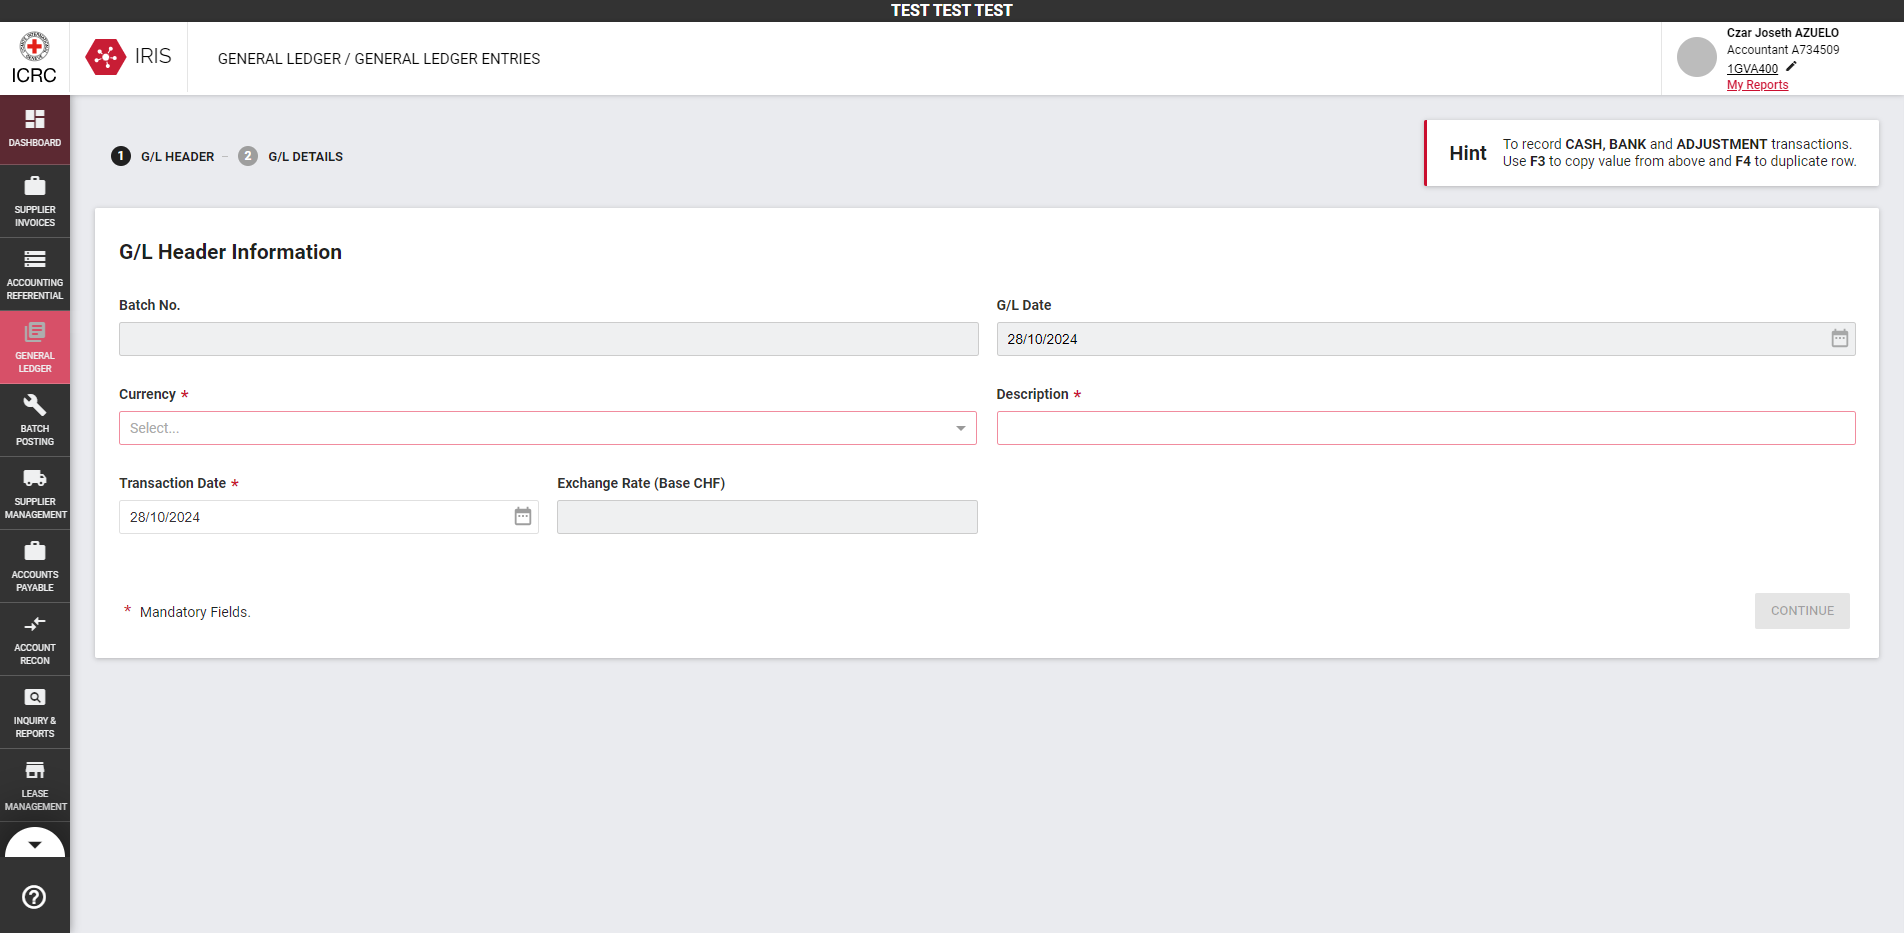 TEST TEST TEST
ICRC
IRIS
GENERAL LEDGER / GENERAL LEDGER ENTRIES
Czar Joseth AZUELO
Accountant A734509
1GVA400
My Reports
DASHBOARD
SUPPLIER
INVOICES
ACCOUNTING
REFERENTIAL
GENERAL
LEDGER
BATCH
POSTING
SUPPLIER
MANAGEMENT
ACCOUNTS
PAYABLE
ACCOUNT
RECON
INQUIRY &
REPORTS
LEASE
MANAGEMENT
1 G/L HEADER – 2 G/L DETAILS
Hint
To record CASH, BANK and ADJUSTMENT transactions.
Use F3 to copy value from above and F4 to duplicate row.
G/L Header Information
Batch No.
G/L Date
28/10/2024
Currency *
Select...
Description *
Transaction Date *
28/10/2024
Exchange Rate (Base CHF)
* Mandatory Fields.
CONTINUE